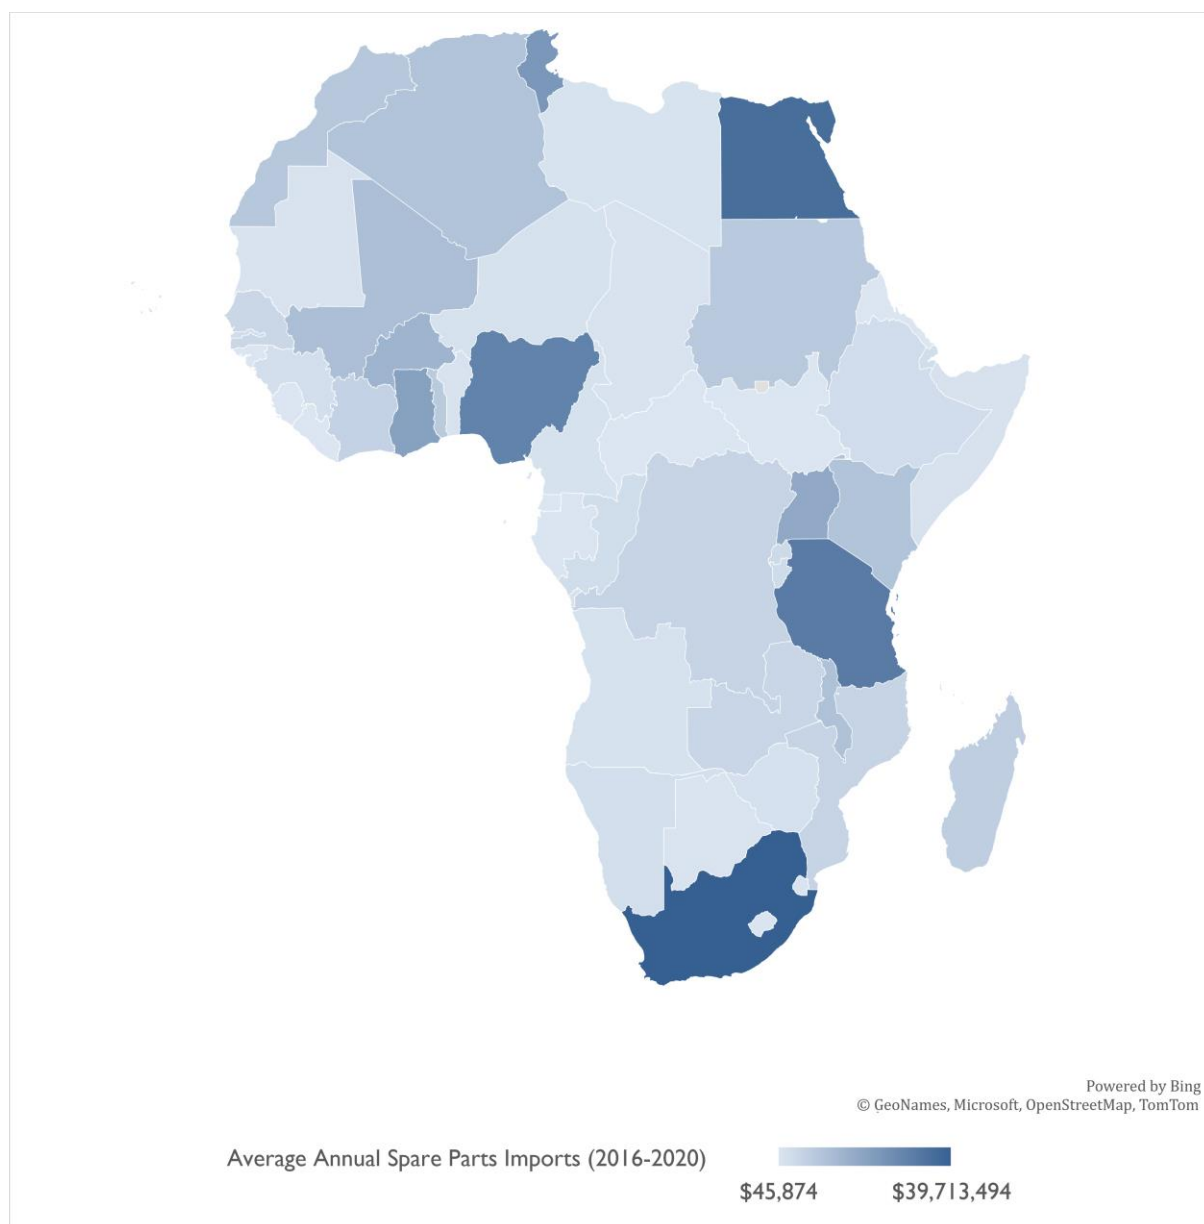 Powered by Bing
© GeoNames, Microsoft, OpenStreetMap, TomTom
Average Annual Spare Parts Imports (2016-2020)
$45,874 $39,713,494